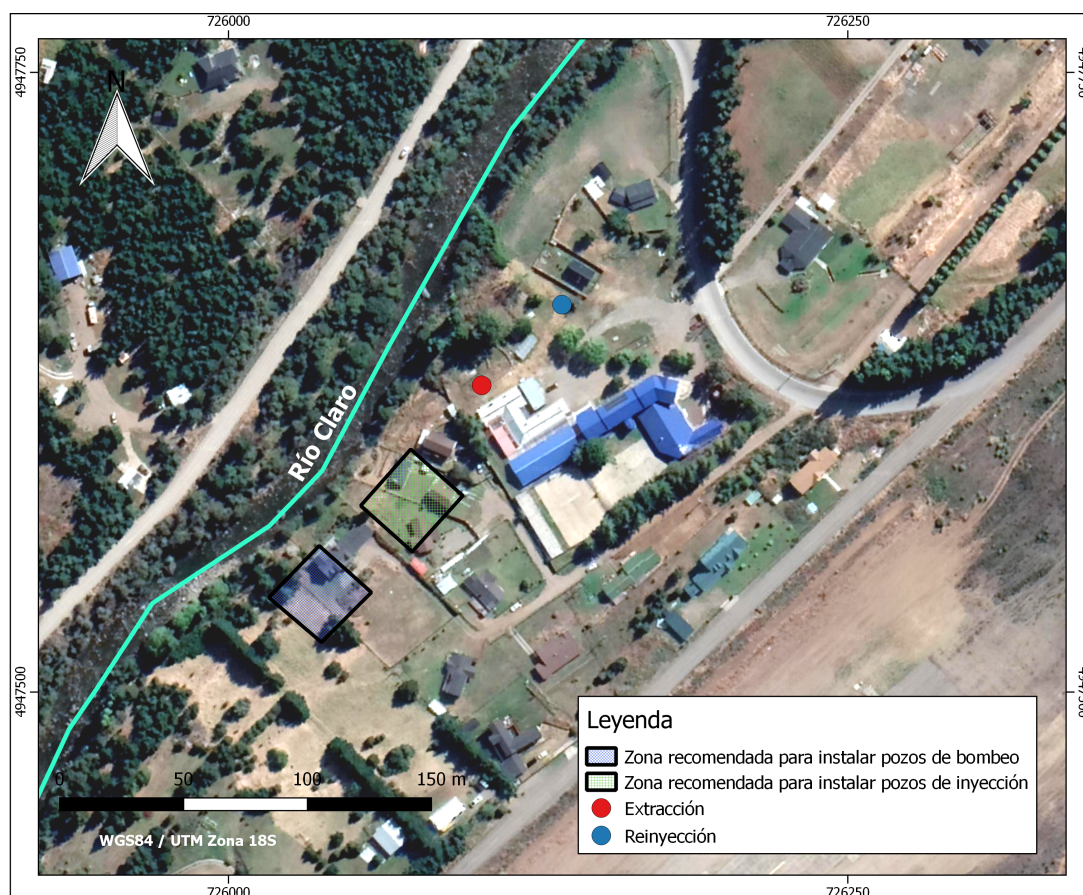 726000
726250
4947750
N
Río Claro
4947500
Leyenda
Zona recomendada para instalar pozos de bombeo
Zona recomendada para instalar pozos de inyección
Extracción
Reinyección
0 50 100 150 m
WGS84 / UTM Zona 18S
726000
726250